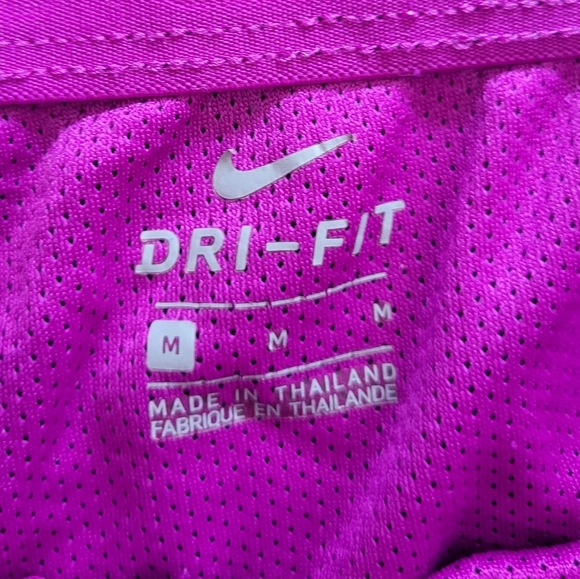 DRI-FIT
M M M
MADE IN THAILAND
FABRIQUE EN THAILANDE